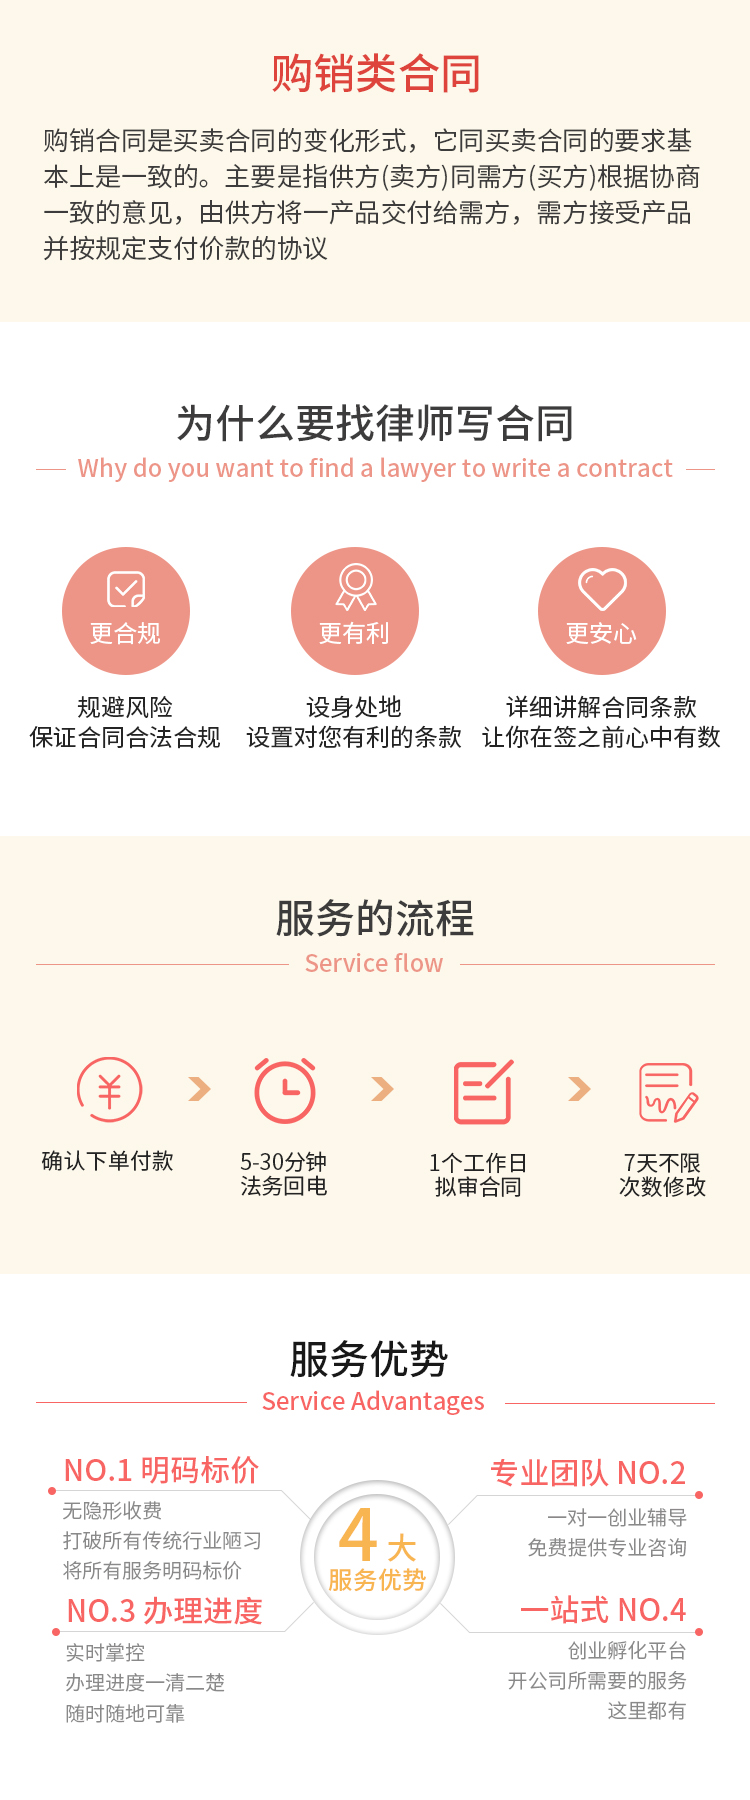 购销类合同
购销合同是买卖合同的变化形式，它同买卖合同的要求基
本上是一致的。主要是指供方(卖方)同需方(买方)根据协商
一致的意见，由供方将一产品交付给需方，需方接受产品
并按规定支付价款的协议
为什么要找律师写合同
Why do you want to find a lawyer to write a contract
更合规
更有利
更安心
规避风险
保证合同合法合规
设身处地
设置对您有利的条款
详细讲解合同条款
让你在签之前心中有数
服务的流程
Service flow
确认下单付款
5-30分钟
法务回电
1个工作日
拟审合同
7天不限
次数修改
服务优势
Service Advantages
NO.1 明码标价
无隐形收费
打破所有传统行业陋习
将所有服务明码标价
专业团队 NO.2
一对一创业辅导
免费提供专业咨询
4大
服务优势
NO.3 办理进度
实时掌控
办理进度一清二楚
随时随地可靠
一站式 NO.4
创业孵化平台
开公司所需要的服务
这里都有